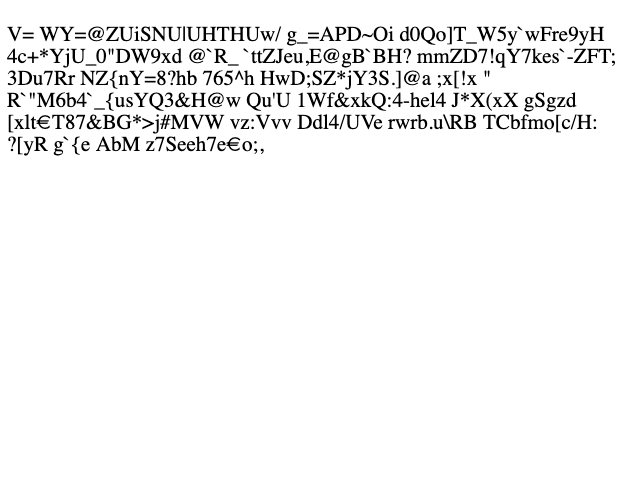 V= WY=@ZUiSNU|UHTHUw/ g_=APD~Oi d0Qo]T_W5y`wFre9yH
4c+*YjU_0"DW9xd @`R_ `ttZJeu,E@gB`BH? mmZD7!qY7kes`-ZFT;
3Du7Rr NZ{nY=8?hb 765^h HwD;SZ*jY3S.]@a ;x[!x "
R`"M6b4`_{usYQ3&H@w Qu'U 1Wf&xkQ:4-hel4 J*X(xX gSgzd
[xlt€T87&BG*>j#MVW vz:Vvv Ddl4/UVe rwrb.u\RB TCbfmo[c/H:
?[yR g`{e AbM z7Seeh7e€o;,